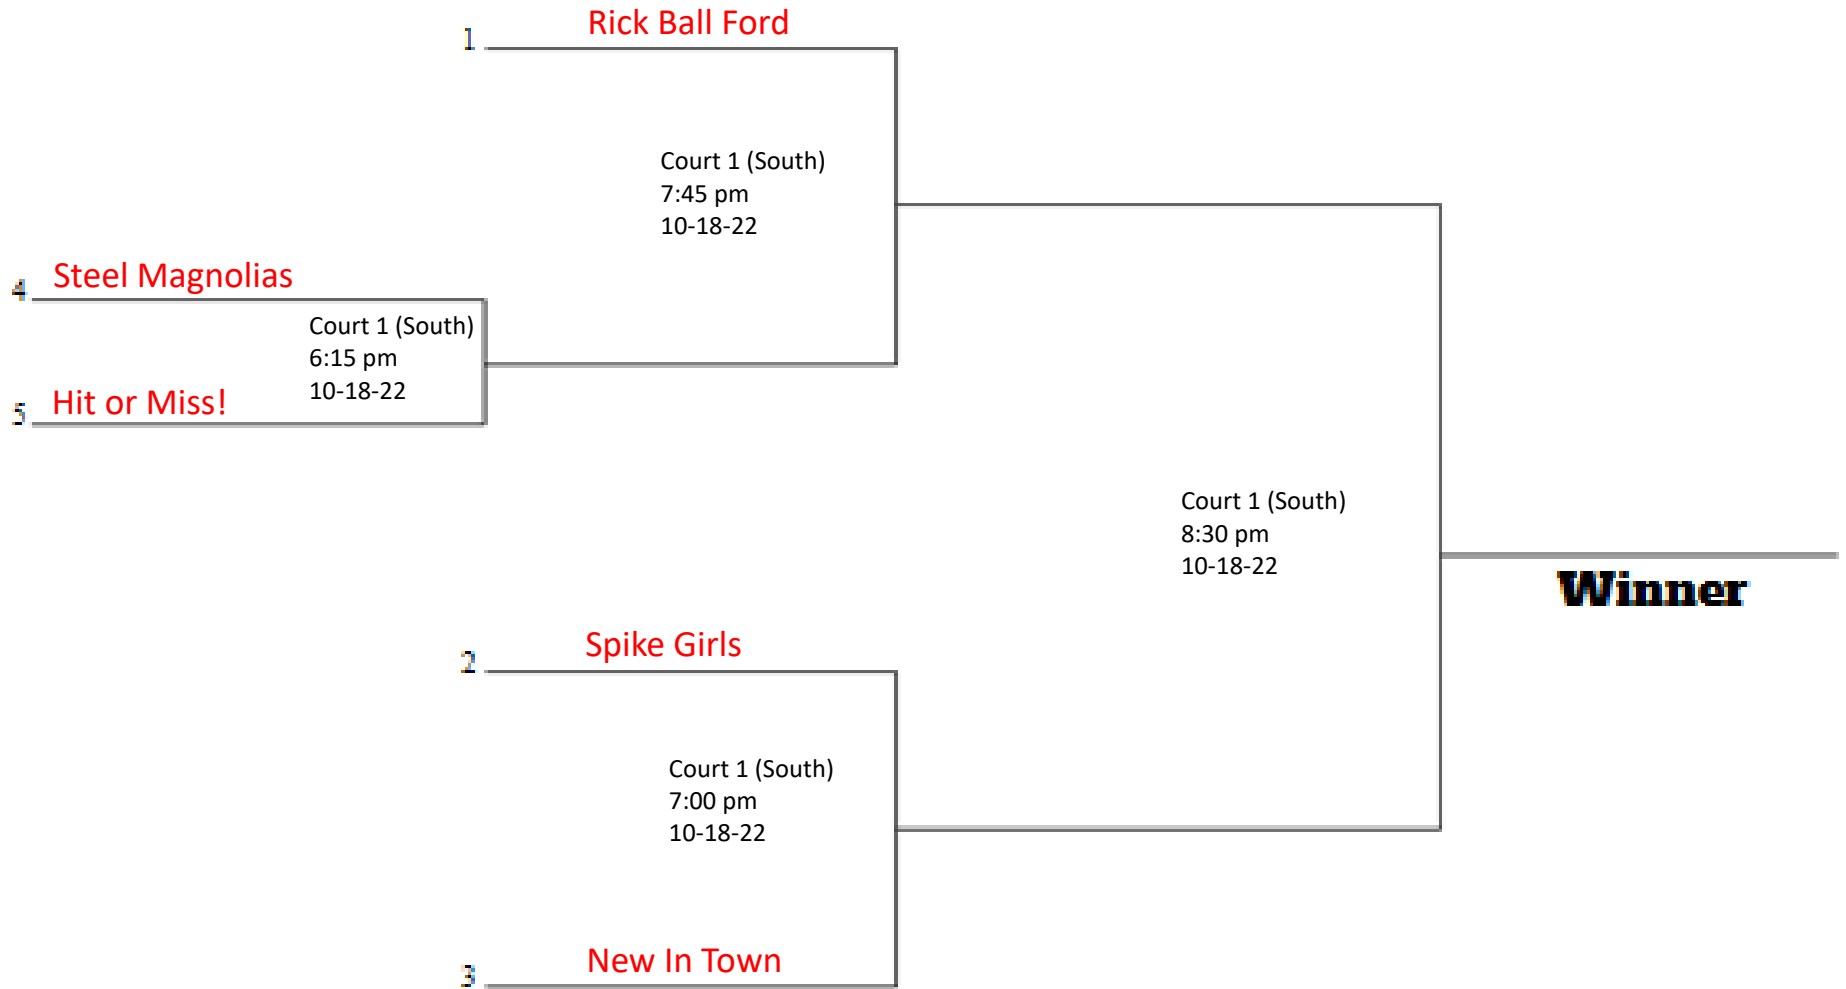 1 Rick Ball Ford
Court 1 (South)
7:45 pm
10-18-22
4 Steel Magnolias
Court 1 (South)
6:15 pm
10-18-22
5 Hit or Miss!
Court 1 (South)
8:30 pm
10-18-22
Winner
2 Spike Girls
Court 1 (South)
7:00 pm
10-18-22
3 New In Town